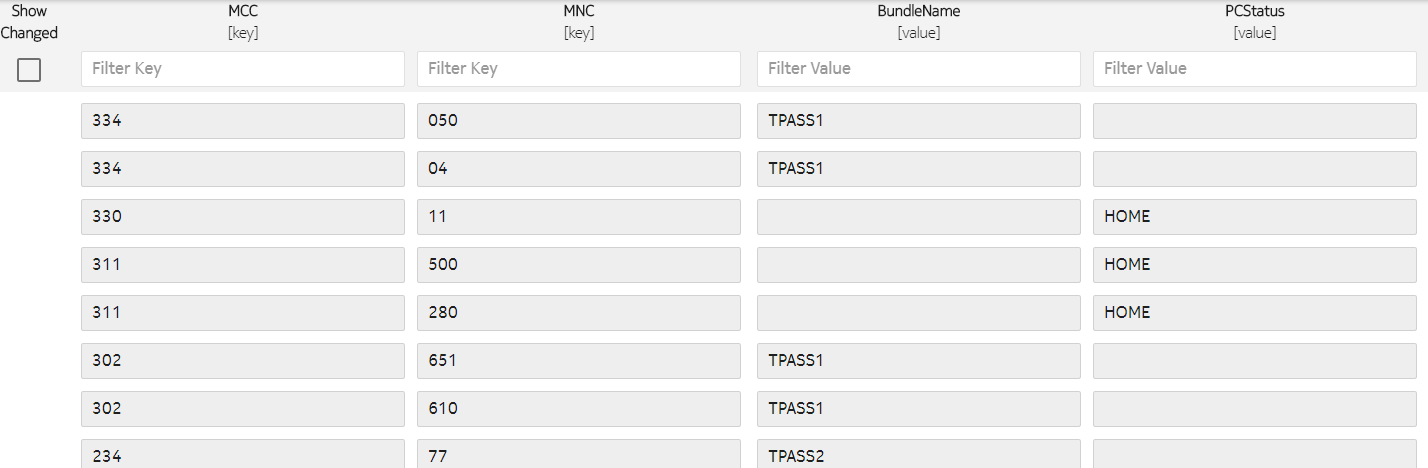 Show MCC MNC BundleName PCStatus
Changed [key] [key] [value] [value]
Filter Key Filter Key Filter Value Filter Value
334 050 TPASS1
334 04 TPASS1
330 11 HOME
311 500 HOME
311 280 HOME
302 651 TPASS1
302 610 TPASS1
234 77 TPASS2